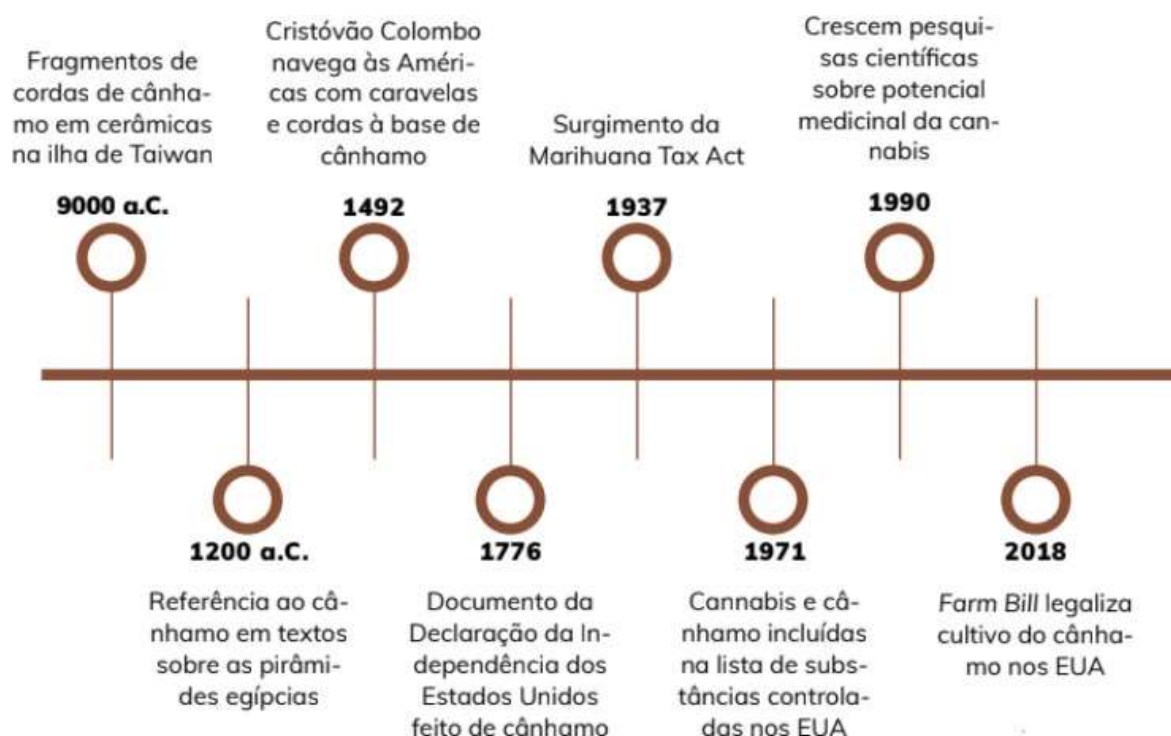 Fragmentos de
cordas de cânha-
mo em cerâmicas
na ilha de Taiwan
9000 a.C.
1200 a.C.
Referência ao câ-
nhamo em textos
sobre as pirâmi-
des egípcias
Cristóvão Colombo
navega às Améri-
cas com caravelas
e cordas à base de
cânhamo
1492
1776
Documento da
Declaração da In-
dependência dos
Estados Unidos
feito de cânhamo
Surgimento da
Marihuana Tax Act
1937
1971
Cannabis e câ-
nhamo incluídas
na lista de subs-
tâncias controla-
das nos EUA
Crescem pesqui-
sas científicas
sobre potencial
medicinal da can-
nabis
1990
2018
Farm Bill legaliza
cultivo do cânha-
mo nos EUA